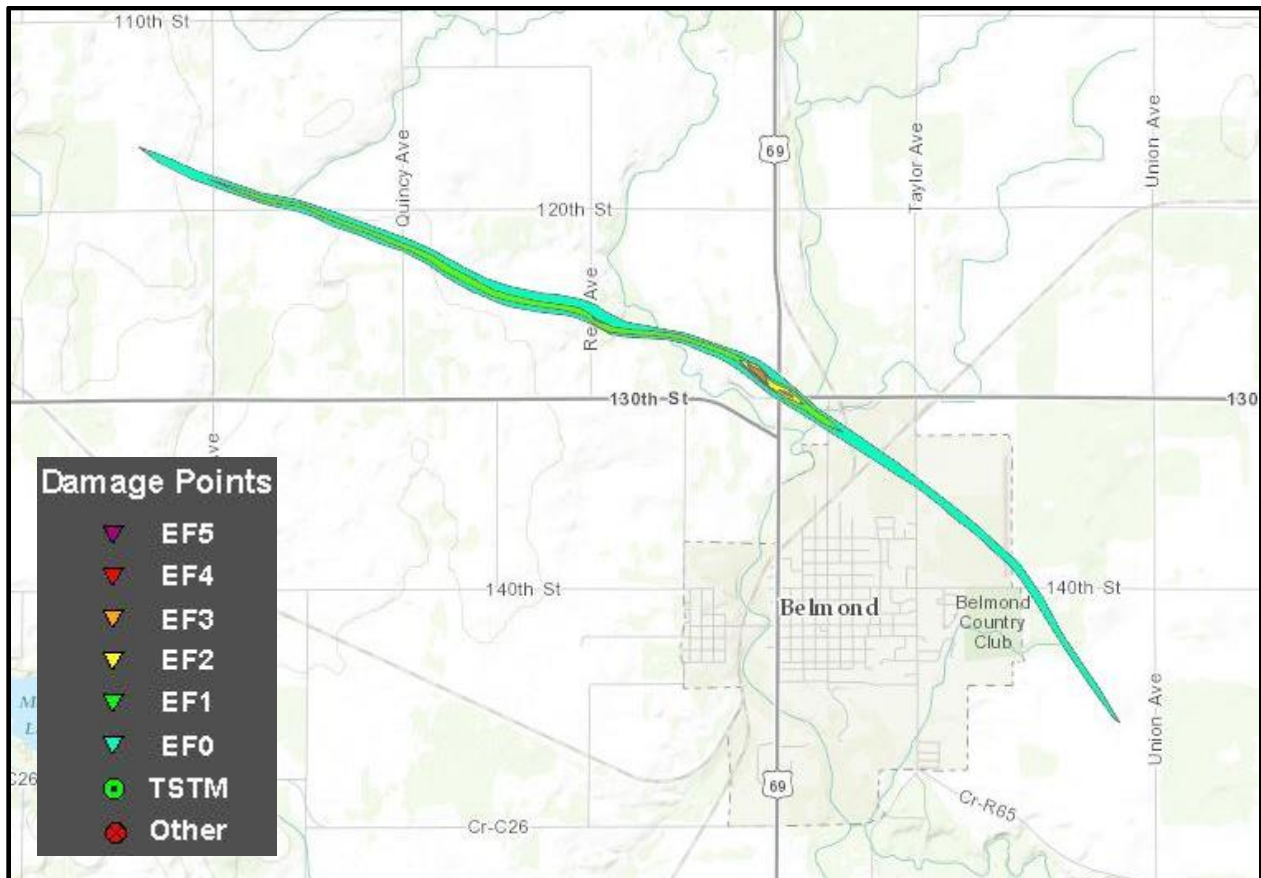 110th St
69
Quincy Ave
Taylor Ave
Union Ave
120th St
Ave
130th St
130
Ave
Damage Points
EF5
EF4
EF3
EF2
EF1
EF0
TSTM
Other
140th St
140th St
Belmond
Belmond
Country
Club
Union Ave
69
Cr-R65
Cr-C26